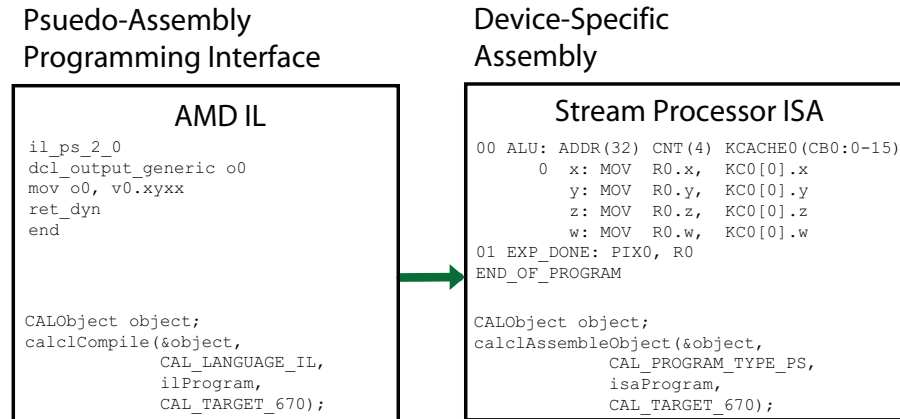 Psuedo-Assembly
Programming Interface
AMD IL
il_ps_2_0
dcl_output_generic o0
mov o0, v0.xyxx
ret_dyn
end
CALObject object;
calclCompile(&object,
CAL_LANGUAGE_IL,
ilProgram,
CAL_TARGET_670);
Device-Specific
Assembly
Stream Processor ISA
00 ALU: ADDR(32) CNT(4) KCACHE0(CB0:0-15)
0 x: MOV R0.x, KC0[0].x
y: MOV R0.y, KC0[0].y
z: MOV R0.z, KC0[0].z
w: MOV R0.w, KC0[0].w
01 EXP_DONE: PIX0, R0
END_OF_PROGRAM
CALObject object;
calclAssembleObject(&object,
CAL_PROGRAM_TYPE_PS,
isaProgram,
CAL_TARGET_670);